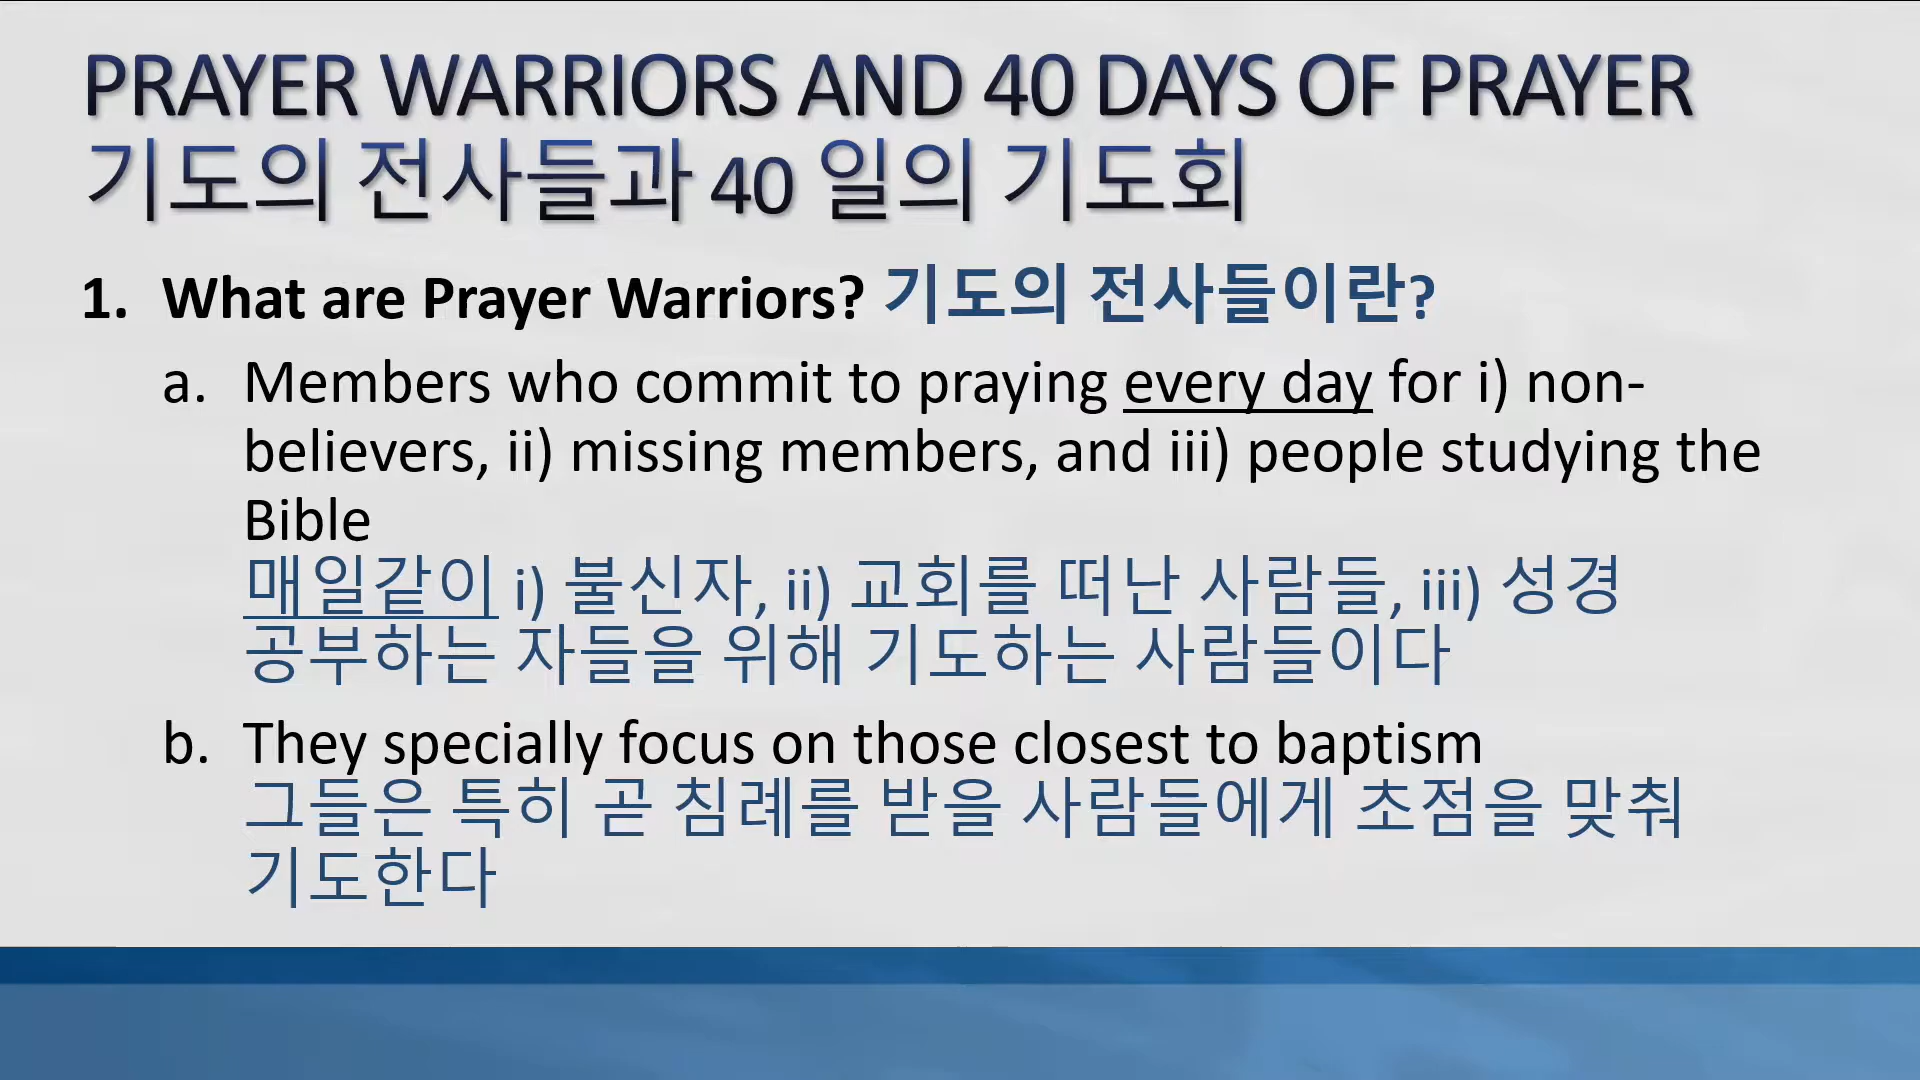 PRAYER WARRIORS AND 40 DAYS OF PRAYER
기도의 전사들과 40 일의 기도회
1. What are Prayer Warriors? 기도의 전사들이란?
a. Members who commit to praying every day for i) non-
believers, ii) missing members, and iii) people studying the
Bible
매일같이 i) 불신자, ii) 교회를 떠난 사람들, iii) 성경
공부하는 자들을 위해 기도하는 사람들이다
b. They specially focus on those closest to baptism
그들은 특히 곧 침례를 받을 사람들에게 초점을 맞춰
기도한다